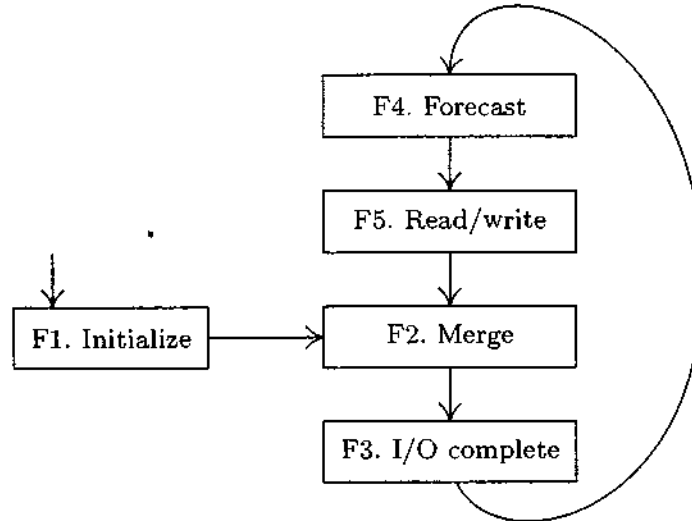 F4. Forecast
F5. Read/write
F1. Initialize
F2. Merge
F3. I/O complete